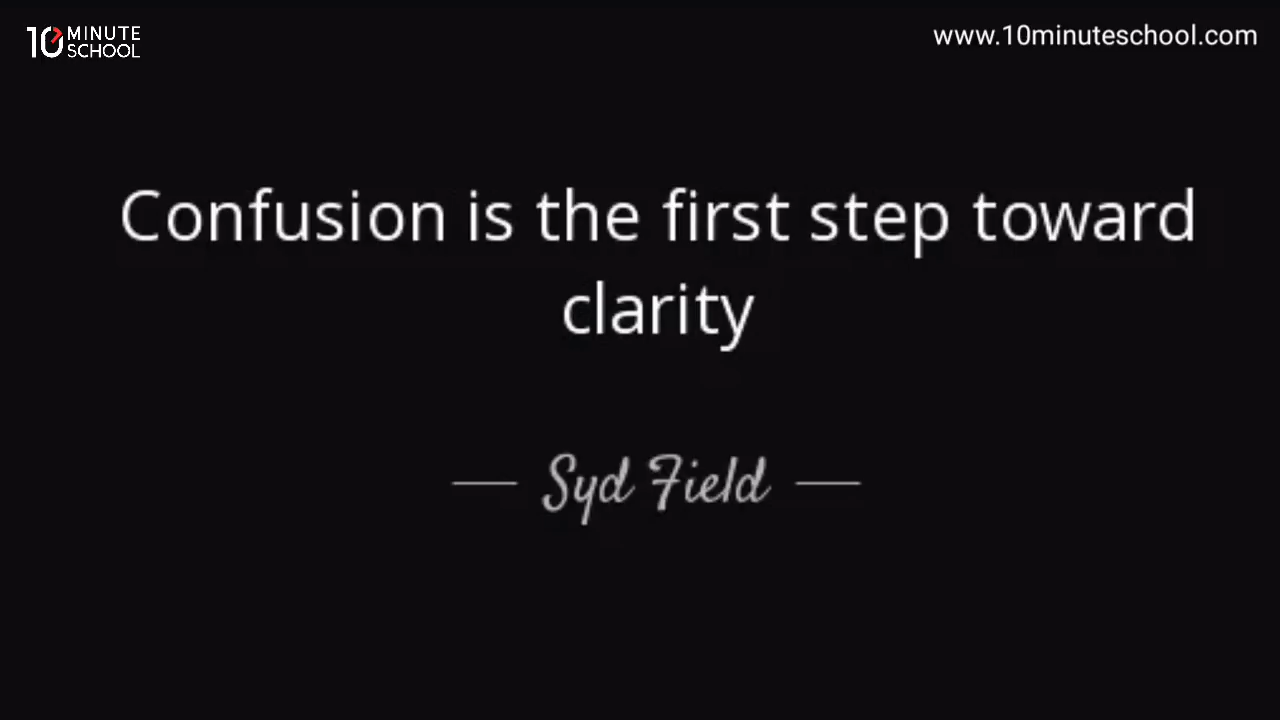 10 MINUTE
SCHOOL
www.10minuteschool.com
Confusion is the first step toward
clarity
— Syd Field —